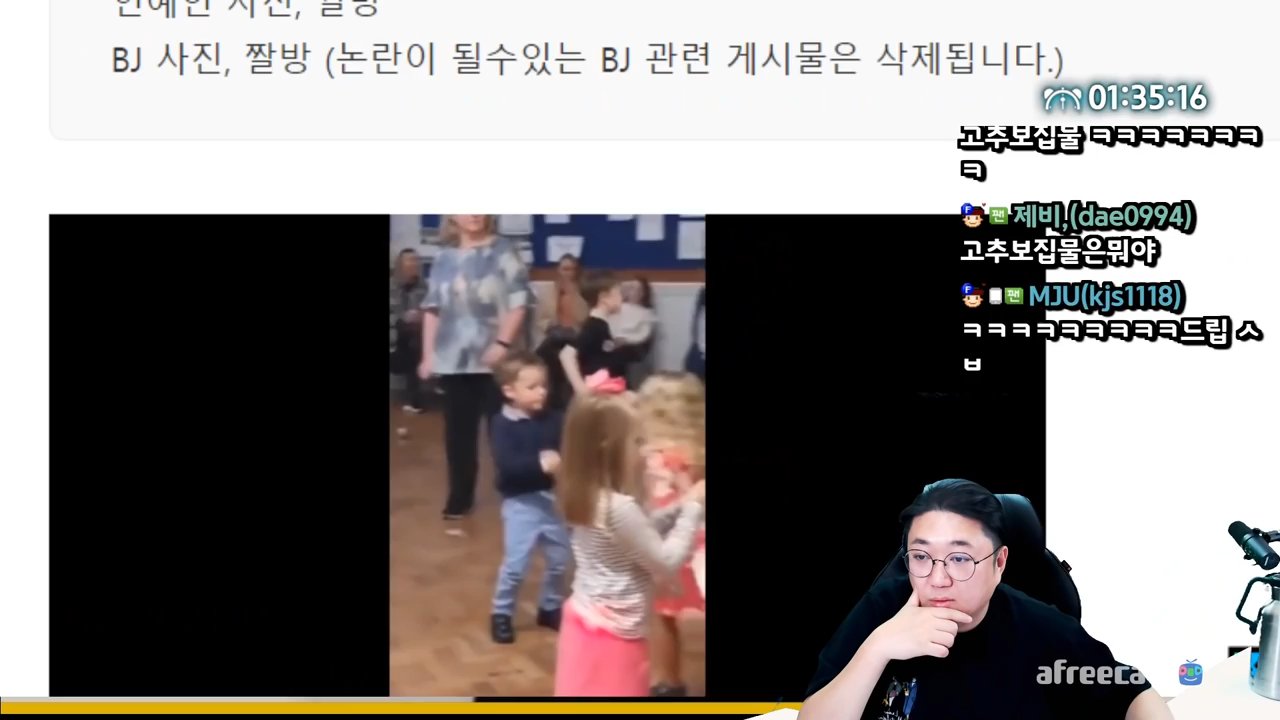 BJ 사진, 짤방 (논란이 될수있는 BJ 관련 게시물은 삭제됩니다.)
01:35:16
고추보집물 ㅋㅋㅋㅋㅋㅋㅋ
ㅋ
F 팬 제비,(dae0994)
고추보집물은뭐야
F 팬 MJU(kjs1118)
ㅋㅋㅋㅋㅋㅋㅋㅋㅋ드립 ㅅ
ㅂ
afreeca